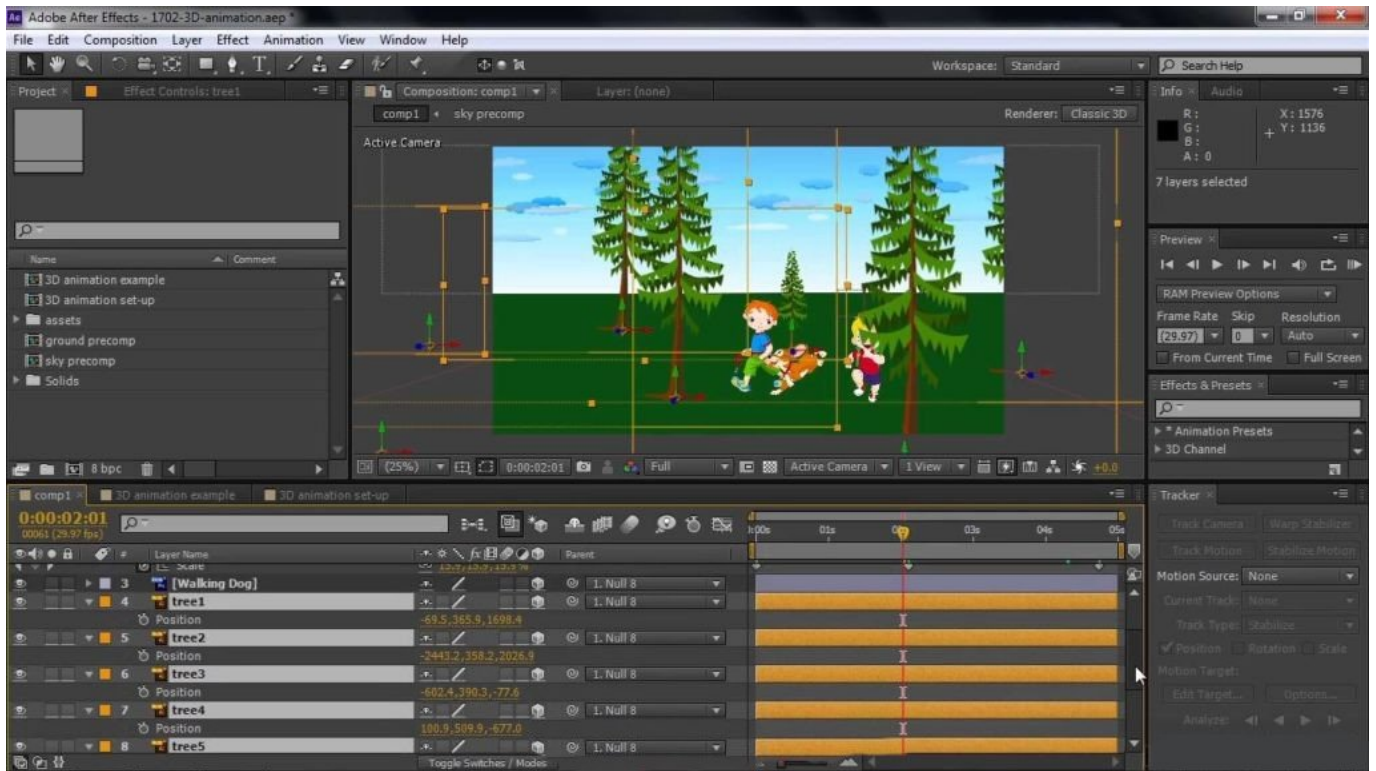 Adobe After Effects - 1702-3D-animation.aep *
File Edit Composition Layer Effect Animation View Window Help
Workspace: Standard
Search Help
Project
Effect Controls: tree1
Composition: comp1
Layer: (none)
Info
Audio
comp1
sky precomp
Renderer: Classic 3D
Active Camera
R:
G:
B:
A: 0
X: 1576
Y: 1136
7 layers selected
Preview
RAM Preview Options
Frame Rate Skip Resolution
(29.97) 0 Auto
From Current Time Full Screen
Name
Comment
3D animation example
3D animation set-up
assets
ground precomp
sky precomp
Solids
Effects & Presets
* Animation Presets
3D Channel
8 bpc
(25%)
0:00:02:01
Full
Active Camera
1 View
+0.0
comp1
3D animation example
3D animation set-up
0:00:02:01
00061 (29.97 fps)
01s
03s
04s
05s
# Layer Name
Parent
Scale 15.9,15.9,15.9 %
3 [Walking Dog] 1. Null 8
4 tree1 1. Null 8
Position -69.5,365.9,1698.4
5 tree2 1. Null 8
Position -2443.2,358.2,2026.9
6 tree3 1. Null 8
Position -602.4,390.3,-77.6
7 tree4 1. Null 8
Position 100.9,509.9,-677.0
8 tree5 1. Null 8
Toggle Switches / Modes
Tracker
Track Camera Warp Stabilizer
Track Motion Stabilize Motion
Motion Source: None
Current Track: None
Track Type: Stabilize
Position Rotation Scale
Motion Target:
Edit Target... Options...
Analyze: